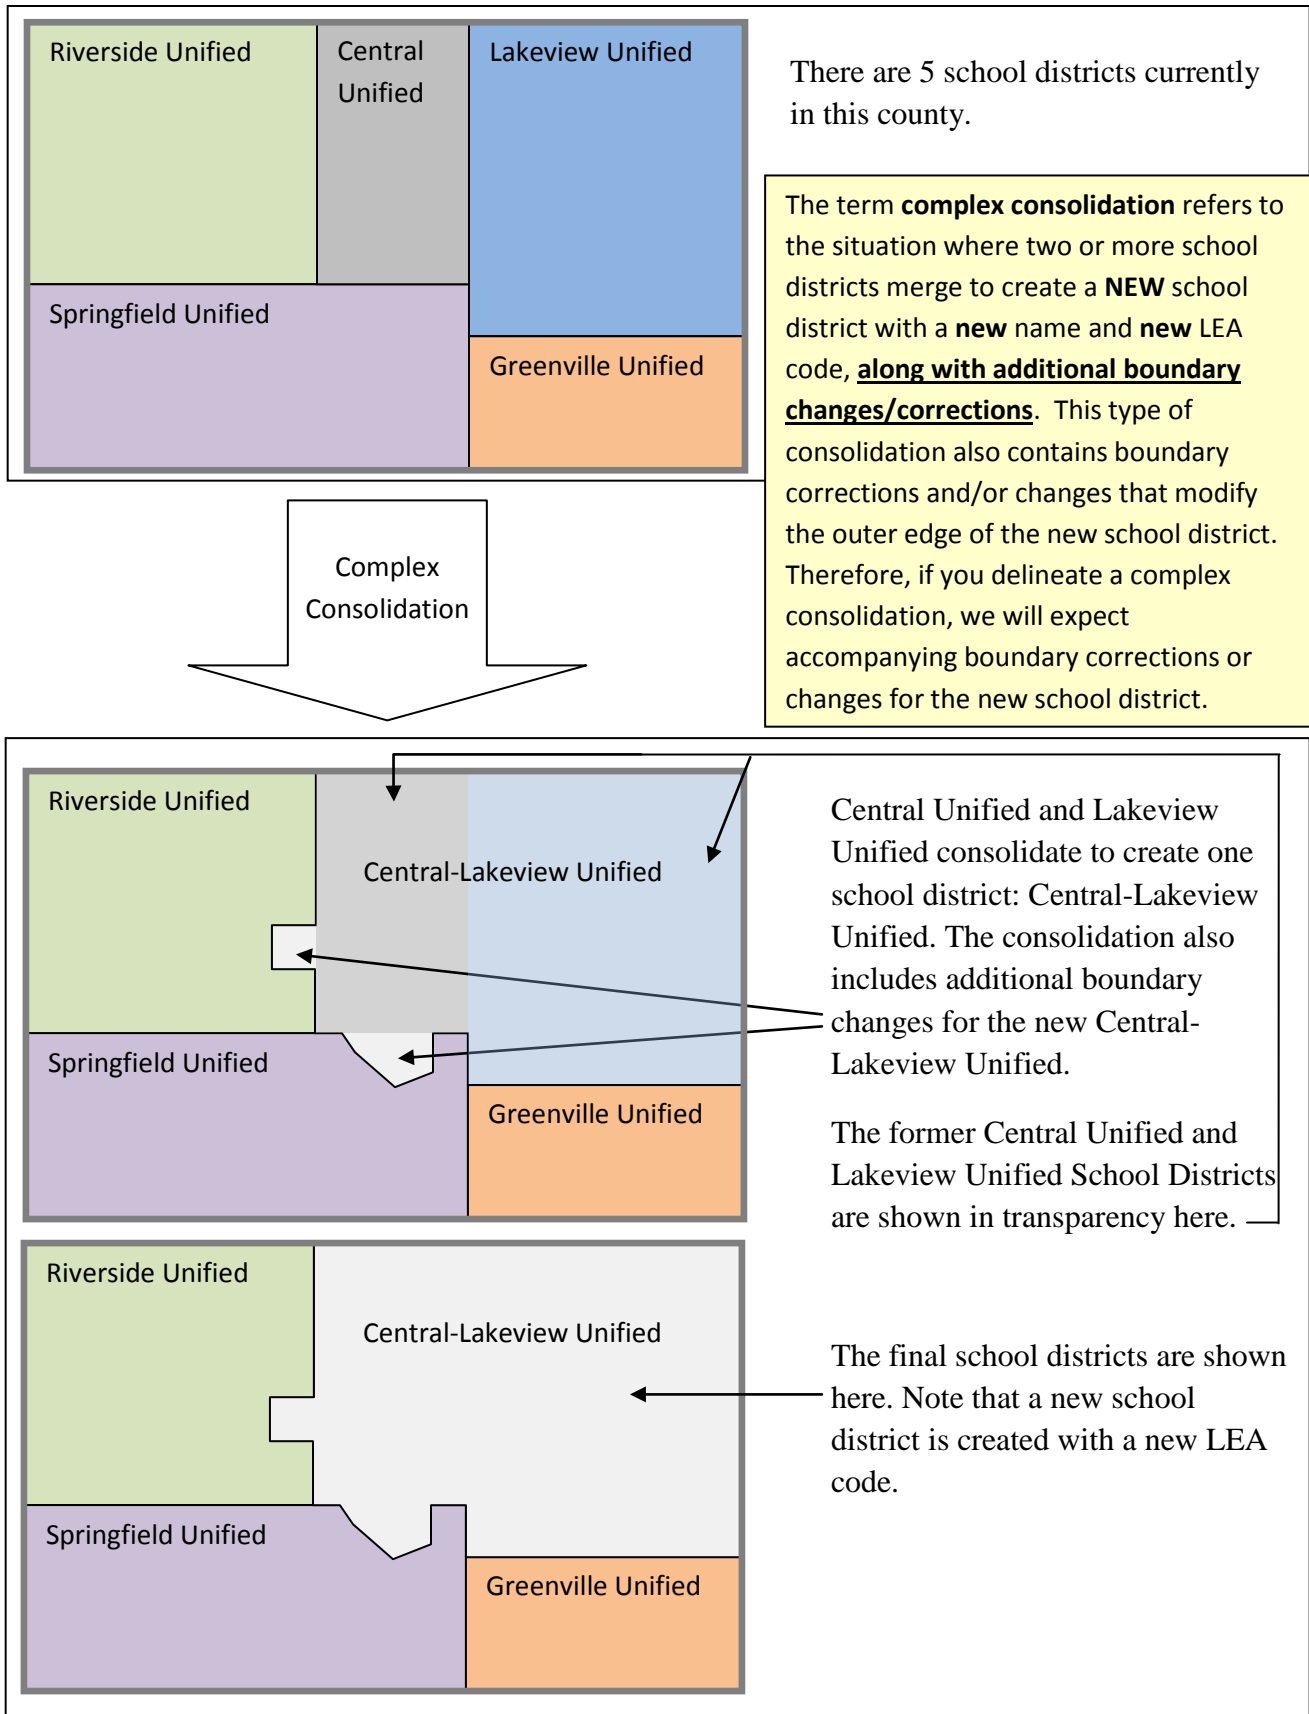 Riverside Unified
Central
Unified
Lakeview Unified
Springfield Unified
Greenville Unified
There are 5 school districts currently
in this county.
The term complex consolidation refers to
the situation where two or more school
districts merge to create a NEW school
district with a new name and new LEA
code, along with additional boundary
changes/corrections.  This type of
consolidation also contains boundary
corrections and/or changes that modify
the outer edge of the new school district.
Therefore, if you delineate a complex
consolidation, we will expect
accompanying boundary corrections or
changes for the new school district.
Complex
Consolidation
Riverside Unified
Central-Lakeview Unified
Springfield Unified
Greenville Unified
Central Unified and Lakeview
Unified consolidate to create one
school district: Central-Lakeview
Unified. The consolidation also
includes additional boundary
changes for the new Central-
Lakeview Unified.
The former Central Unified and
Lakeview Unified School Districts
are shown in transparency here.
Riverside Unified
Central-Lakeview Unified
Springfield Unified
Greenville Unified
The final school districts are shown
here. Note that a new school
district is created with a new LEA
code.